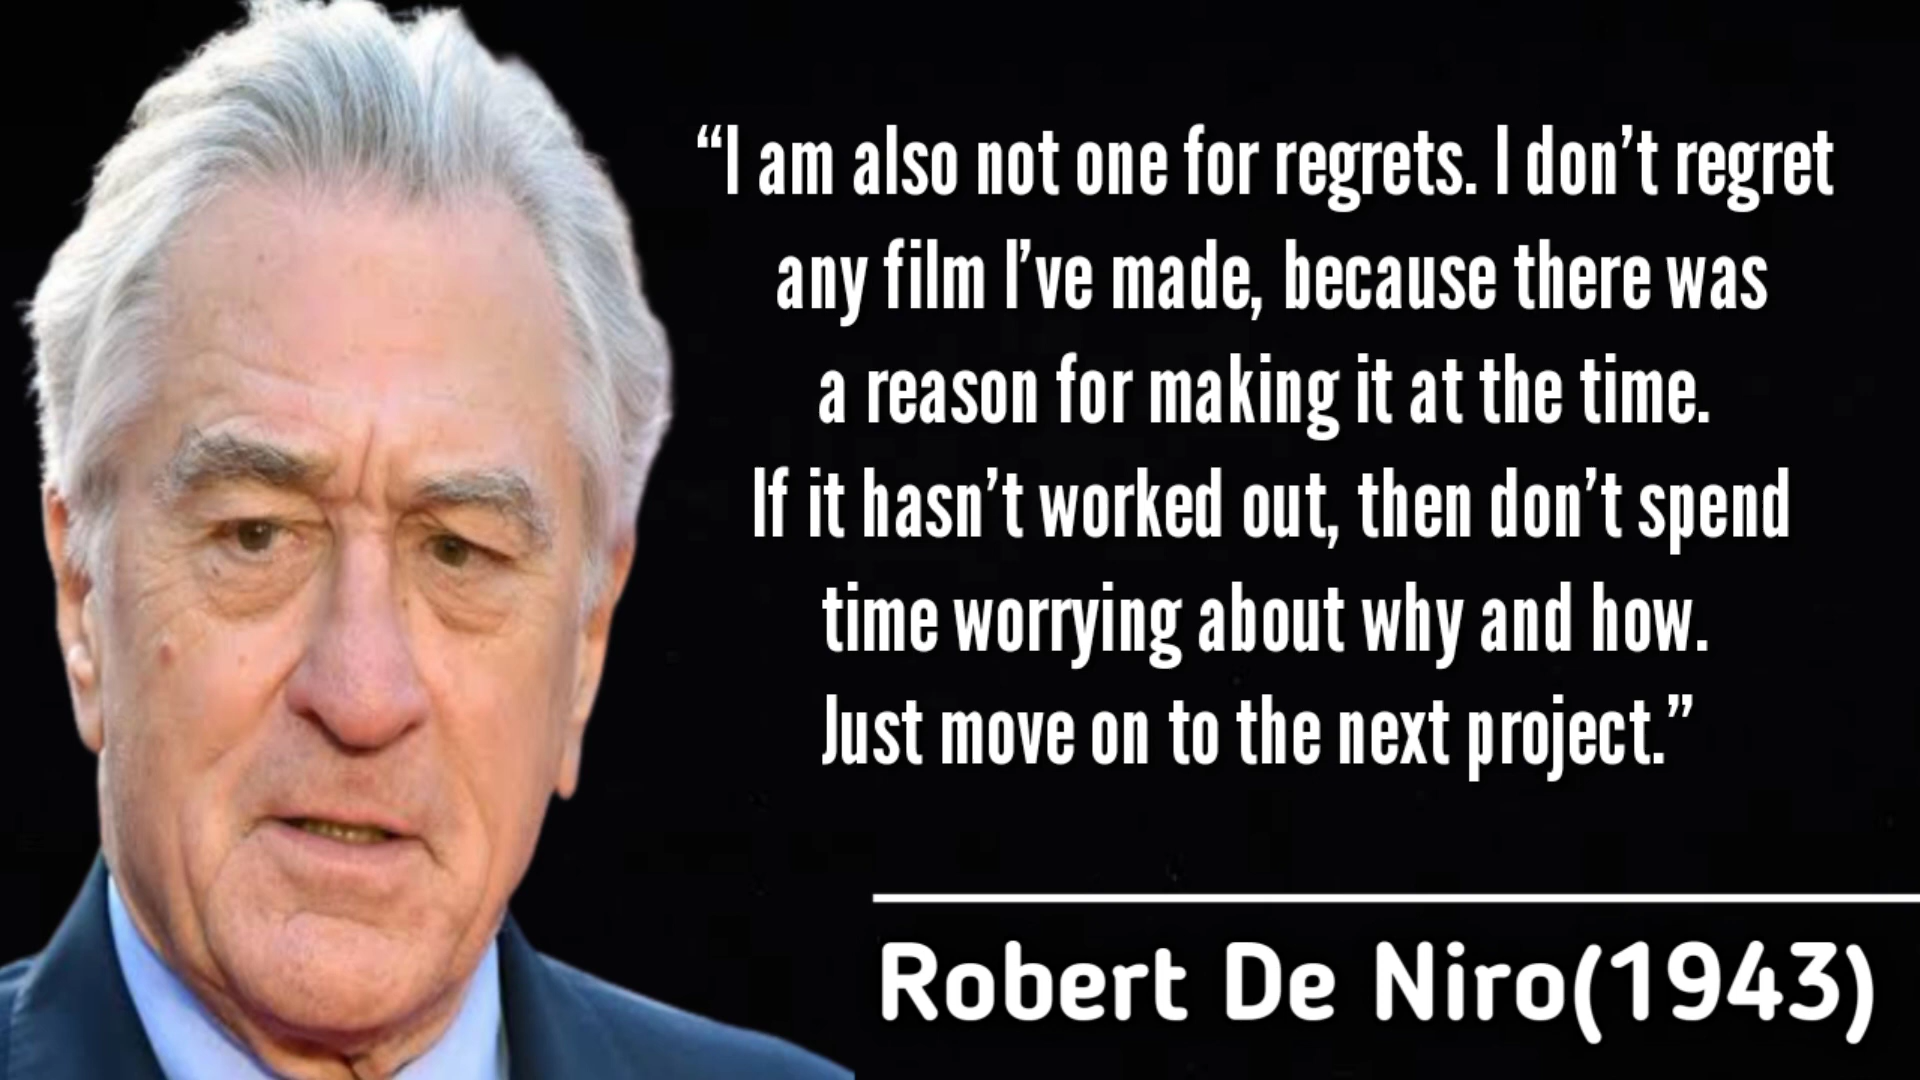 “I am also not one for regrets. I don’t regret
any film I’ve made, because there was
a reason for making it at the time.
If it hasn’t worked out, then don’t spend
time worrying about why and how.
Just move on to the next project.”
Robert De Niro(1943)